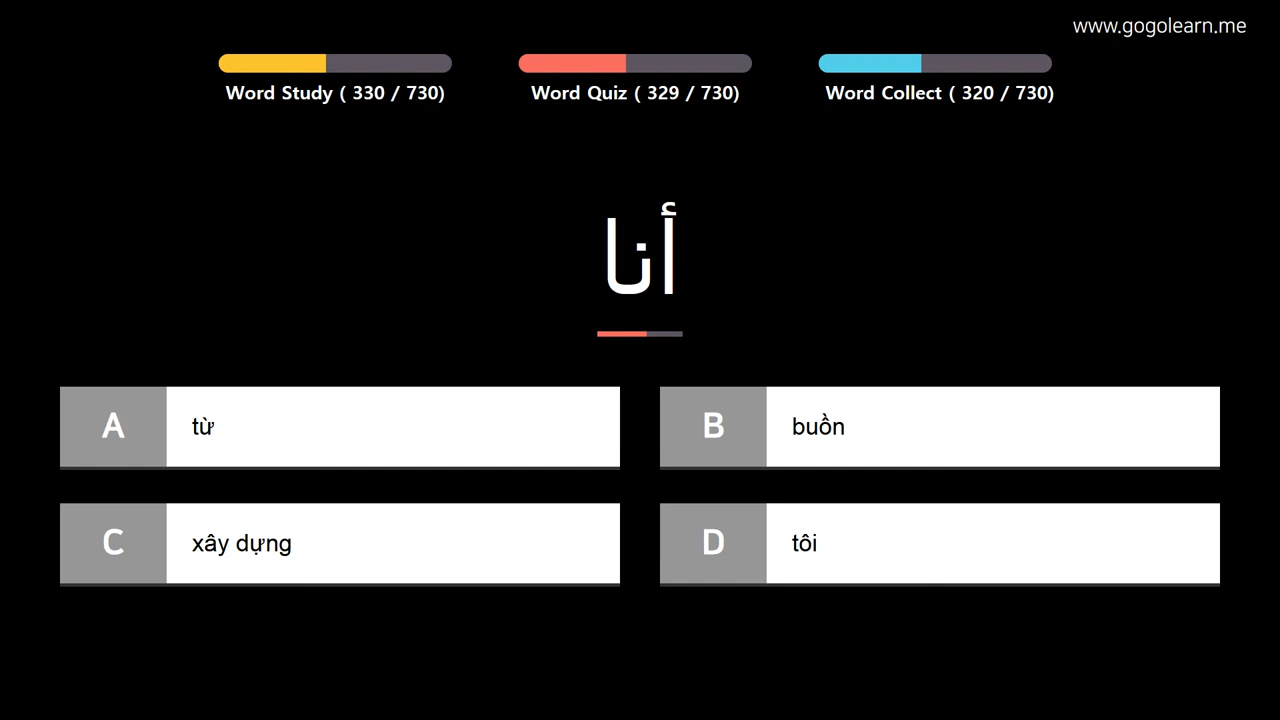 www.gogolearn.me
Word Study ( 330 / 730)
Word Quiz ( 329 / 730)
Word Collect ( 320 / 730)
أنا
A
từ
B
buồn
C
xây dựng
D
tôi